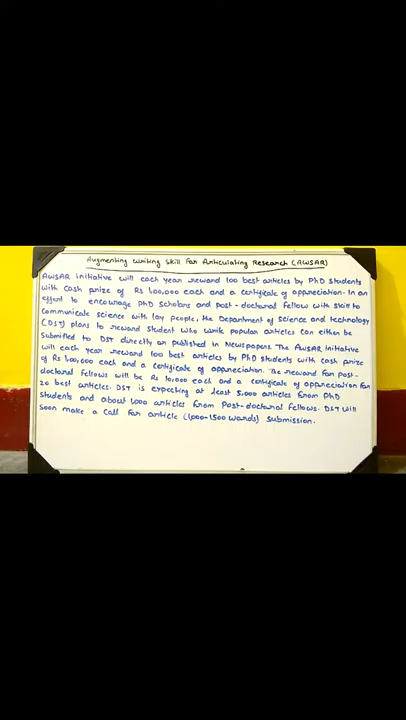 Augmenting Writing Skill For Articulating Research (AWSAR)
AWSAR initiative will each year reward 100 best articles by PhD students
with cash prize of Rs 1,00,000 each and a certificate of appreciation. In an
effort to encourage PhD Scholars and post-doctoral fellow with skill to
communicate science with lay people, the Department of Science and technology
(DST) plans to reward student who write popular articles can either be
submitted to DST directly or published in Newspapers. The AWSAR initiative
will each year reward 100 best articles by PhD students with cash prize
of Rs 1,00,000 each and a certificate of appreciation. The reward for post-
doctoral fellows will be Rs 10,000 each and a certificate of appreciation for
20 best articles. DST is expecting at least 5,000 articles from PhD
students and about 1,000 articles from Post-doctoral Fellows. DST will
soon make a call for article (1,000-1,500 words) submission.